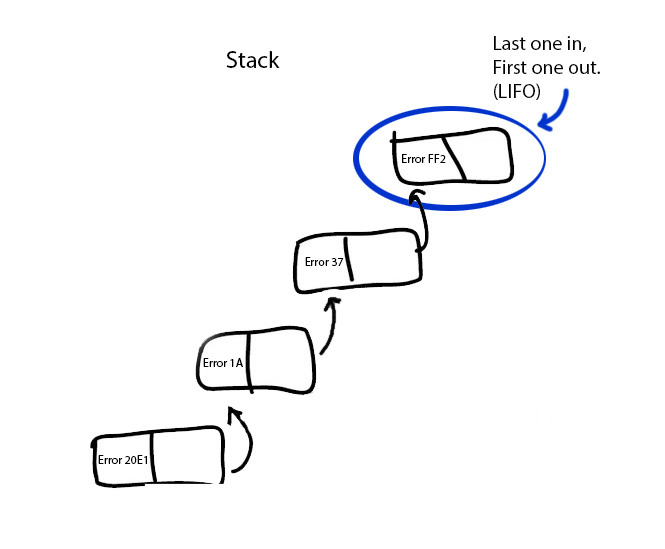 Stack
Last one in,
First one out.
(LIFO)
Error FF2
Error 37
Error 1A
Error 20E1